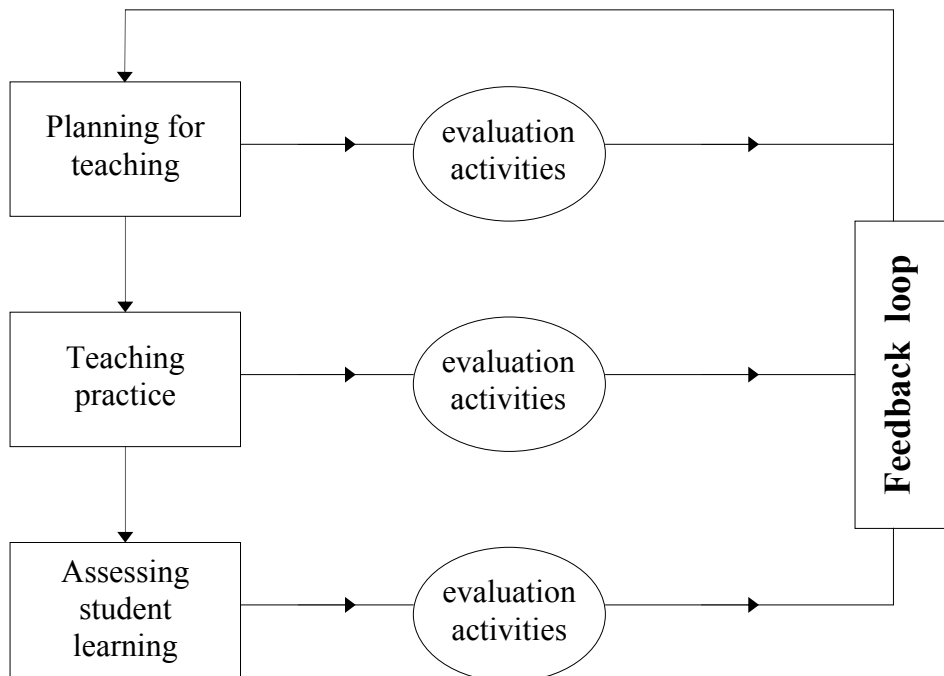 Planning for
teaching
evaluation
activities
Teaching
practice
evaluation
activities
Feedback loop
Assessing
student
learning
evaluation
activities